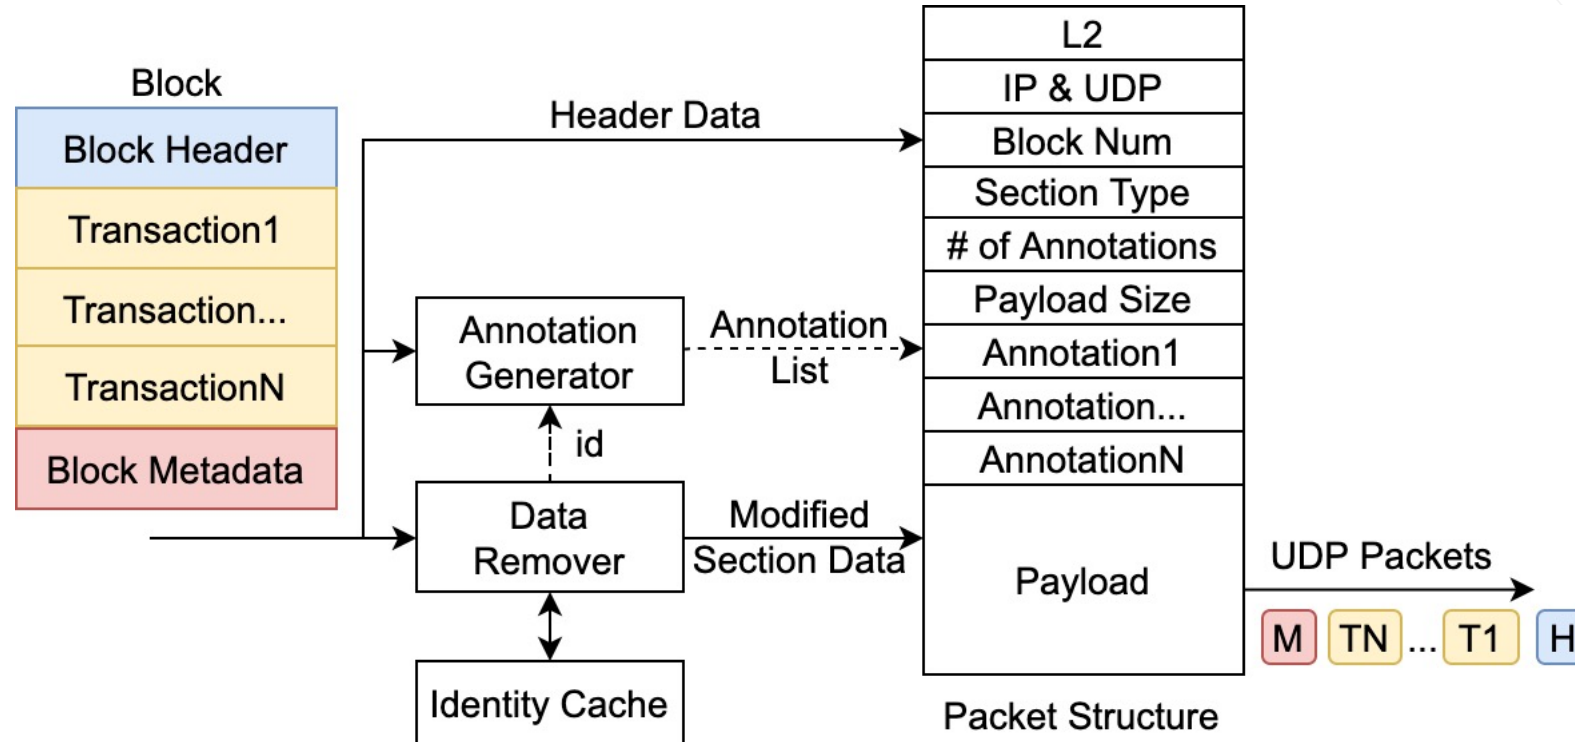 Block
Block Header
Transaction1
Transaction...
TransactionN
Block Metadata
Header Data
Annotation
Generator
Annotation
List
id
Data
Remover
Modified
Section Data
Identity Cache
L2
IP & UDP
Block Num
Section Type
# of Annotations
Payload Size
Annotation1
Annotation...
AnnotationN
Payload
Packet Structure
UDP Packets
M TN ... T1 H